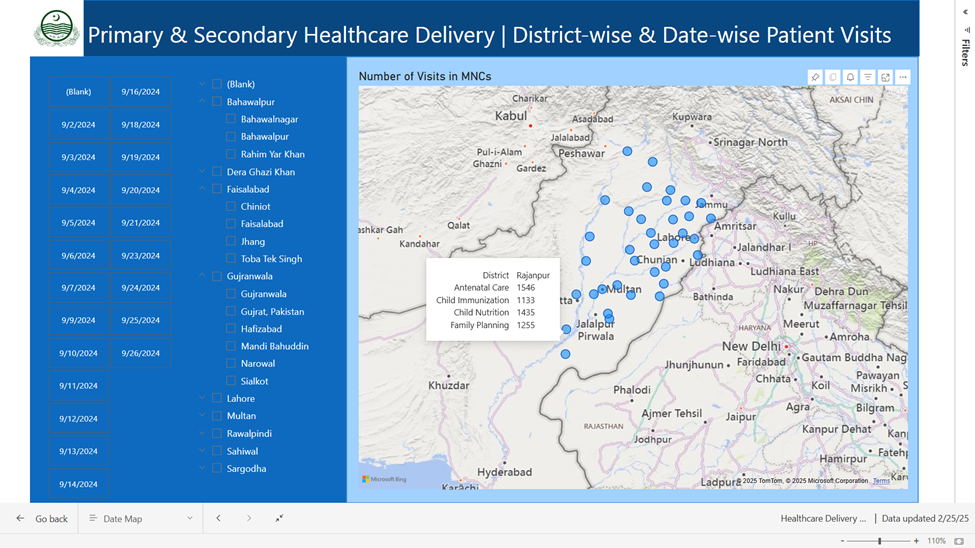 Primary & Secondary Healthcare Delivery | District-wise & Date-wise Patient Visits
Filters
(Blank)
9/16/2024
9/2/2024
9/18/2024
9/3/2024
9/19/2024
9/4/2024
9/20/2024
9/5/2024
9/21/2024
9/6/2024
9/23/2024
9/7/2024
9/24/2024
9/9/2024
9/25/2024
9/10/2024
9/26/2024
9/11/2024
9/12/2024
9/13/2024
9/14/2024
(Blank)
Bahawalpur
Bahawalnagar
Bahawalpur
Rahim Yar Khan
Dera Ghazi Khan
Faisalabad
Chiniot
Faisalabad
Jhang
Toba Tek Singh
Gujranwala
Gujranwala
Gujrat, Pakistan
Hafizabad
Mandi Bahuddin
Narowal
Sialkot
Lahore
Multan
Rawalpindi
Sahiwal
Sargodha
Number of Visits in MNCs
Charikar
AKSAI CHIN
Kabul
Asadabad
Kupwara
Jalalabad
Srinagar North
Pul-i-Alam
Peshawar
Ghazni
Gardez
Jammu
Kullu
Qalat
Amritsar
ashkar Gah
Kandahar
Lahore
HP
Jalandhar I
Chunian
Ludhiana
Ludhiana East
District Rajanpur
Antenatal Care 1546
Child Immunization 1133
Child Nutrition 1435
Family Planning 1255
Multan
Nakur
Dehra Dun
Bathinda
Muzaffarnagar Tehsil
tta
Jalalpur
Pirwala
HARYANA
Meerut
Amroha
New Delhi
Faridabad
Gautam Buddha Nag
Khuzdar
Jhunjhunun
Pawayan
Chhata
Koil
Misrikh
S
Phalodi
Agra
Bilgram
Ajmer Tehsil
Jaipur
RAJASTHAN
Kanpur Dehat
Kanp
Jodhpur
Fatehp
Hamirpur
Hyderabad
Karachi
Ladpura
Microsoft Bing
© 2025 TomTom, © 2025 Microsoft Corporation Terms
Go back
Date Map
Healthcare Delivery ... | Data updated 2/25/25
- + 110%